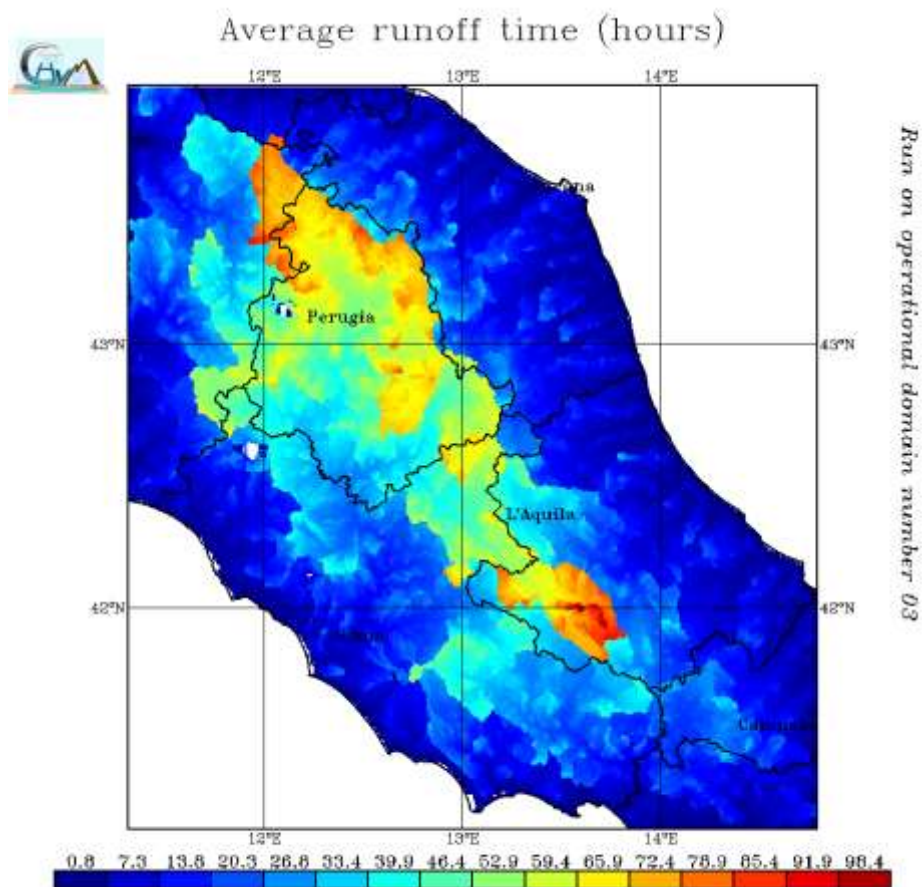 Average runoff time (hours)
12°E 13°E 14°E
Run on operational domain number 03
Perugia
43°N 43°N
L'Aquila
42°N 42°N
12°E 13°E 14°E
0.8 7.3 13.8 20.3 26.8 33.4 39.9 46.4 52.9 59.4 65.9 72.4 78.9 85.4 91.9 98.4